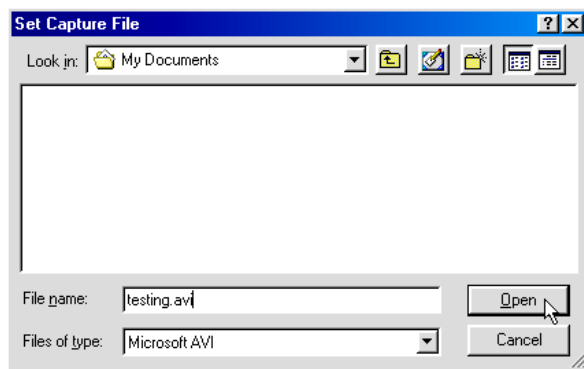 Set Capture File
Look in: My Documents
File name: testing.avi Open
Files of type: Microsoft AVI Cancel